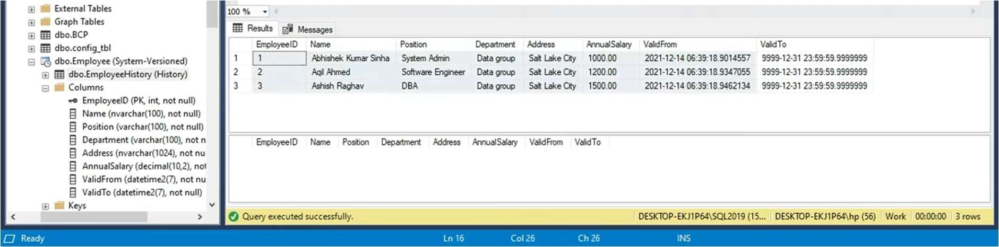 External Tables
Graph Tables
dbo.BCP
dbo.config_tbl
dbo.Employee (System-Versioned)
dbo.EmployeeHistory (History)
Columns
EmployeeID (PK, int, not null)
Name (nvarchar(100), not null)
Position (varchar(100), not null)
Department (varchar(100), not n
Address (nvarchar(1024), not nu
AnnualSalary (decimal(10,2), not
ValidFrom (datetime2(7), not nu
ValidTo (datetime2(7), not null)
Keys
100 %
Results Messages
EmployeeID Name Position Department Address AnnualSalary ValidFrom ValidTo
1 1 Abhishek Kumar Sinha System Admin Data group Salt Lake City 1000.00 2021-12-14 06:39:18.9014557 9999-12-31 23:59:59.9999999
2 2 Aqil Ahmed Software Engineer Data group Salt Lake City 1200.00 2021-12-14 06:39:18.9347055 9999-12-31 23:59:59.9999999
3 3 Ashish Raghav DBA Data group Salt Lake City 1500.00 2021-12-14 06:39:18.9462134 9999-12-31 23:59:59.9999999
EmployeeID Name Position Department Address AnnualSalary ValidFrom ValidTo
Query executed successfully. DESKTOP-EKJ1P64\SQL2019 (15... DESKTOP-EKJ1P64\hp (56) Work 00:00:00 3 rows
Ready Ln 16 Col 26 Ch 26 INS